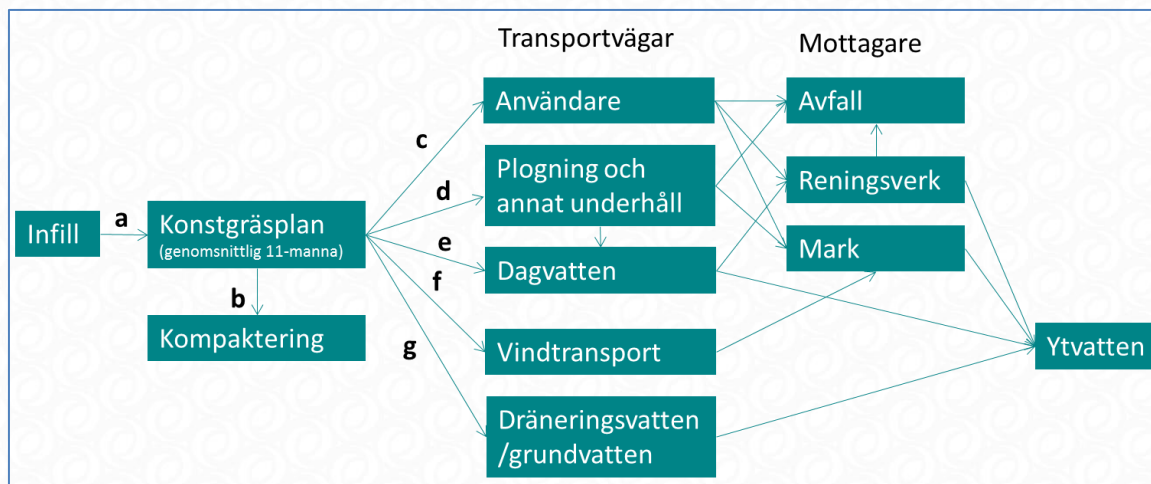 Transportvägar
Mottagare
Användare
Avfall
c
Plogning och
annat underhåll
Reningsverk
d
Infill
a
Konstgräsplan
(genomsnittlig 11-manna)
e
Dagvatten
Mark
f
b
Kompaktering
g
Vindtransport
Ytvatten
Dräneringsvatten
/grundvatten